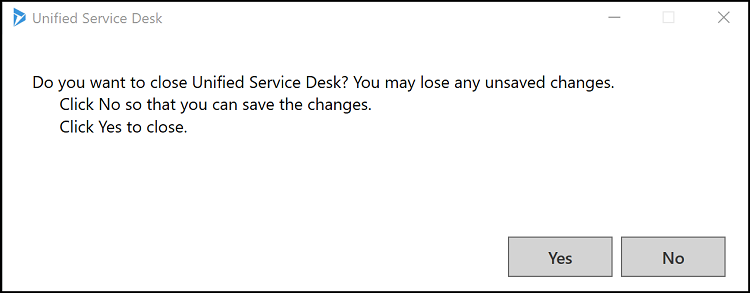 Unified Service Desk
Do you want to close Unified Service Desk? You may lose any unsaved changes.
Click No so that you can save the changes.
Click Yes to close.
Yes
No